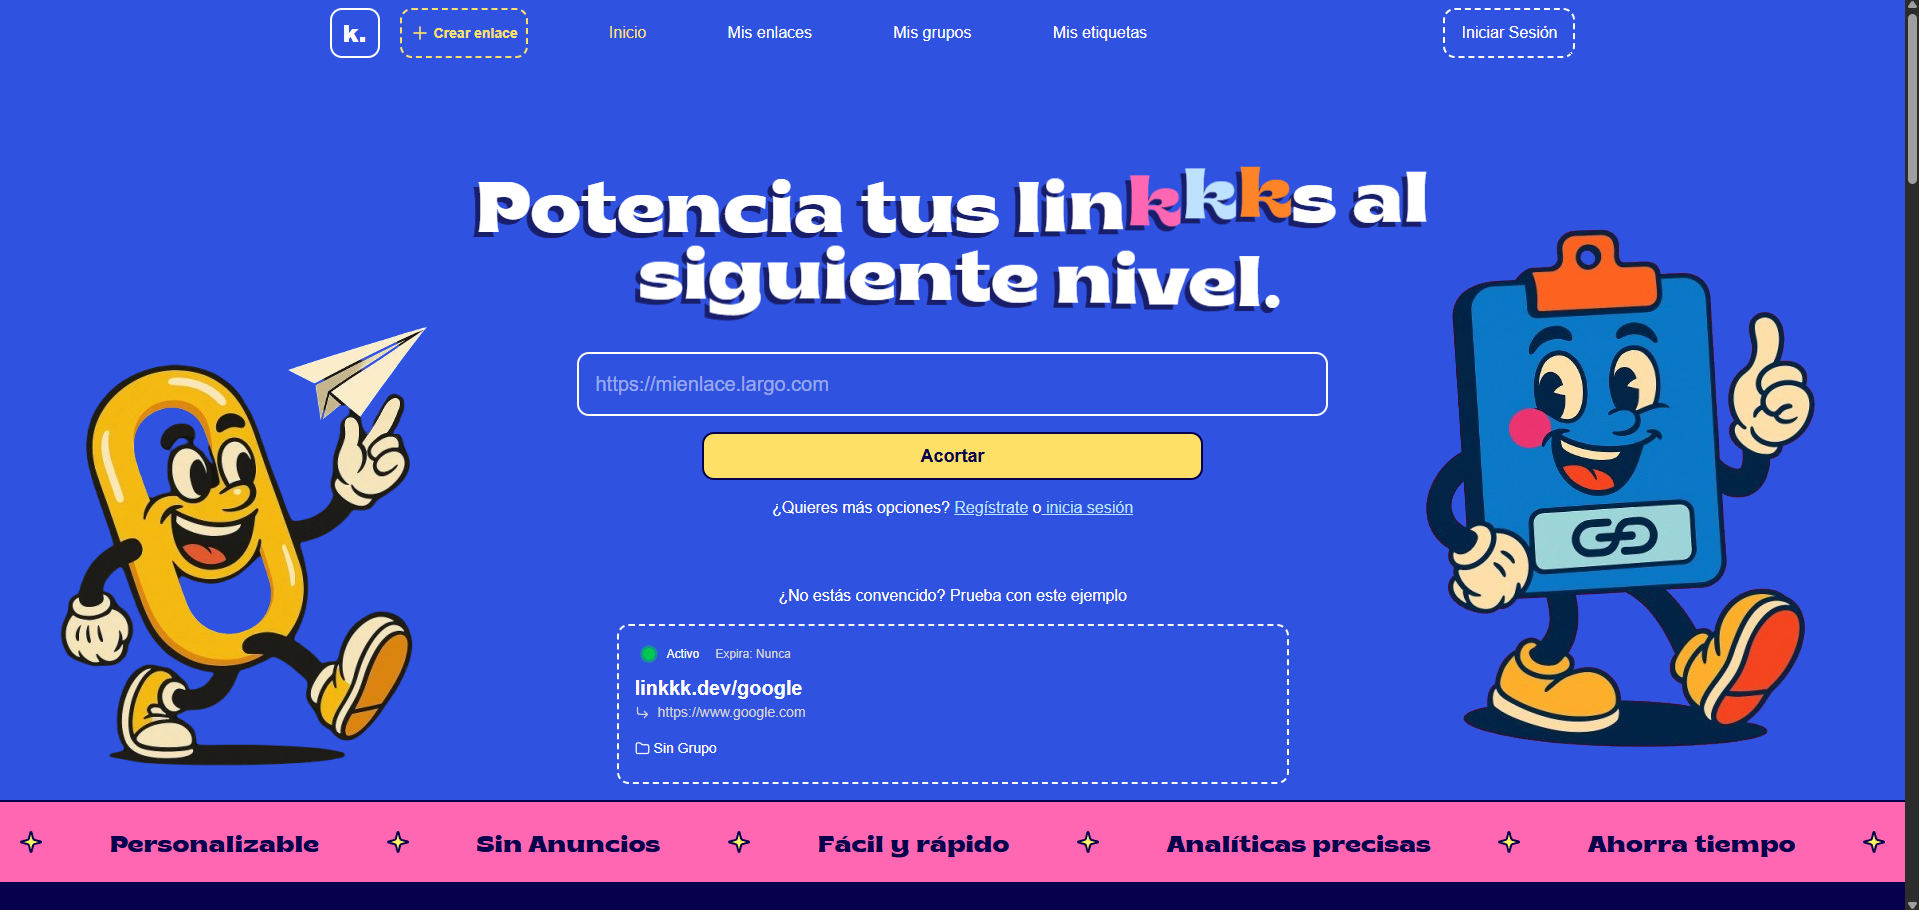 k.
Crear enlace
Inicio
Mis enlaces
Mis grupos
Mis etiquetas
Iniciar Sesión
Potencia tus linkkks al
siguiente nivel.
https://mienlace.largo.com
Acortar
¿Quieres más opciones? Regístrate o inicia sesión
¿No estás convencido? Prueba con este ejemplo
Activo Expira: Nunca
linkkk.dev/google
https://www.google.com
Sin Grupo
Personalizable
Sin Anuncios
Fácil y rápido
Analíticas precisas
Ahorra tiempo